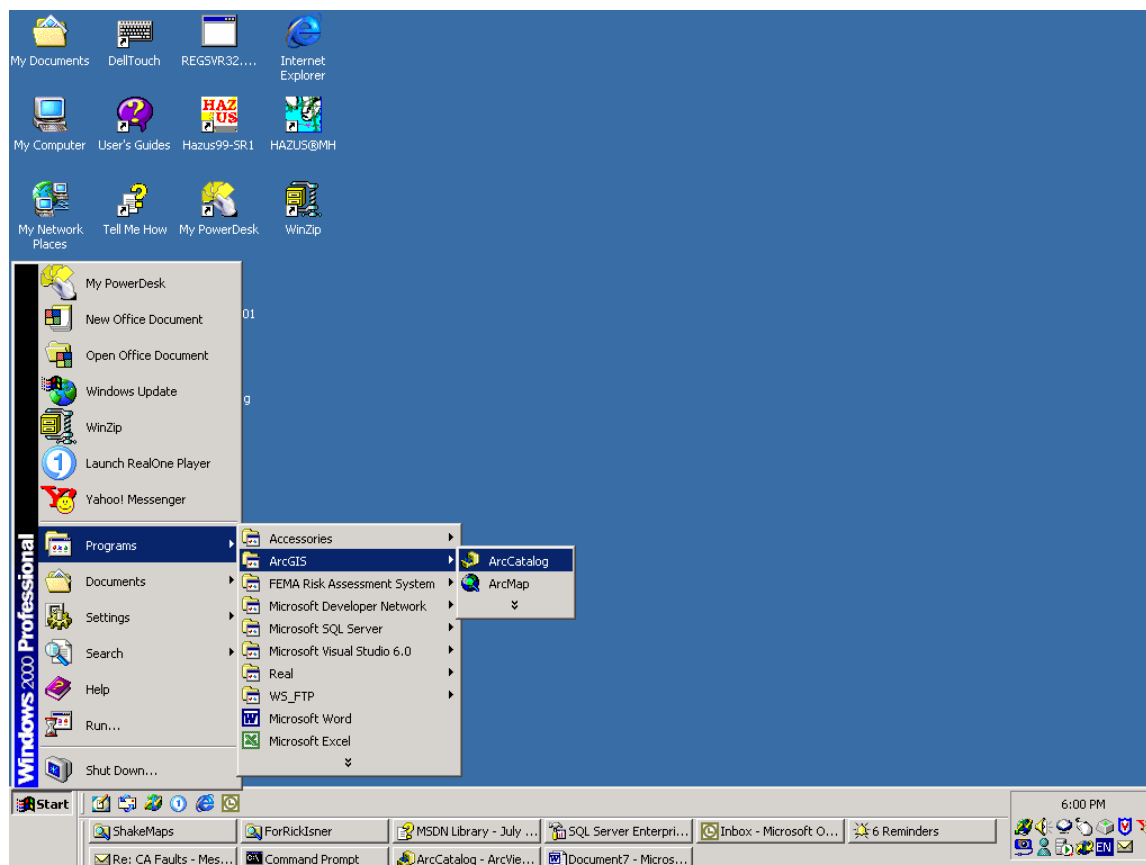 My Documents
DellTouch
REGSVR32....
Internet
Explorer
My Computer
User's Guides
HAZ
US
Hazus99-SR1
HAZUS®MH
My Network
Places
Tell Me How
My PowerDesk
WinZip
My PowerDesk
New Office Document
01
Open Office Document
Windows Update
g
WinZip
Launch RealOne Player
Yahoo! Messenger
Programs
Documents
Settings
Search
Help
Run...
Shut Down...
Windows 2000 Professional
Accessories
ArcGIS
FEMA Risk Assessment System
Microsoft Developer Network
Microsoft SQL Server
Microsoft Visual Studio 6.0
Real
WS_FTP
Microsoft Word
Microsoft Excel
ArcCatalog
ArcMap
Start
6:00 PM
ShakeMaps
ForRickIsner
MSDN Library - July ...
SQL Server Enterpri...
Inbox - Microsoft O...
6 Reminders
Re: CA Faults - Mes...
Command Prompt
ArcCatalog - ArcVie...
Document7 - Micros...
EN